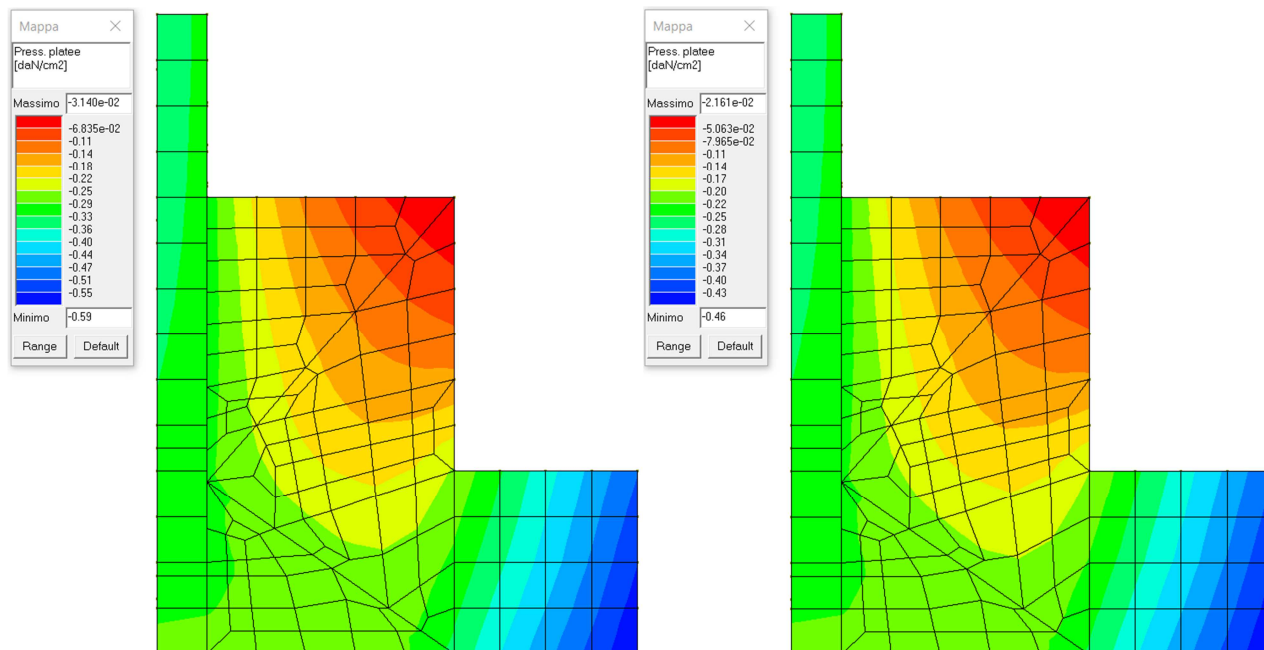 Mappa
Press. platee
[daN/cm2]
Massimo -3.140e-02
-6.835e-02
-0.11
-0.14
-0.18
-0.22
-0.25
-0.29
-0.33
-0.36
-0.40
-0.44
-0.47
-0.51
-0.55
Minimo -0.59
Range Default
Mappa
Press. platee
[daN/cm2]
Massimo -2.161e-02
-5.063e-02
-7.965e-02
-0.11
-0.14
-0.17
-0.20
-0.22
-0.25
-0.28
-0.31
-0.34
-0.37
-0.40
-0.43
Minimo -0.46
Range Default